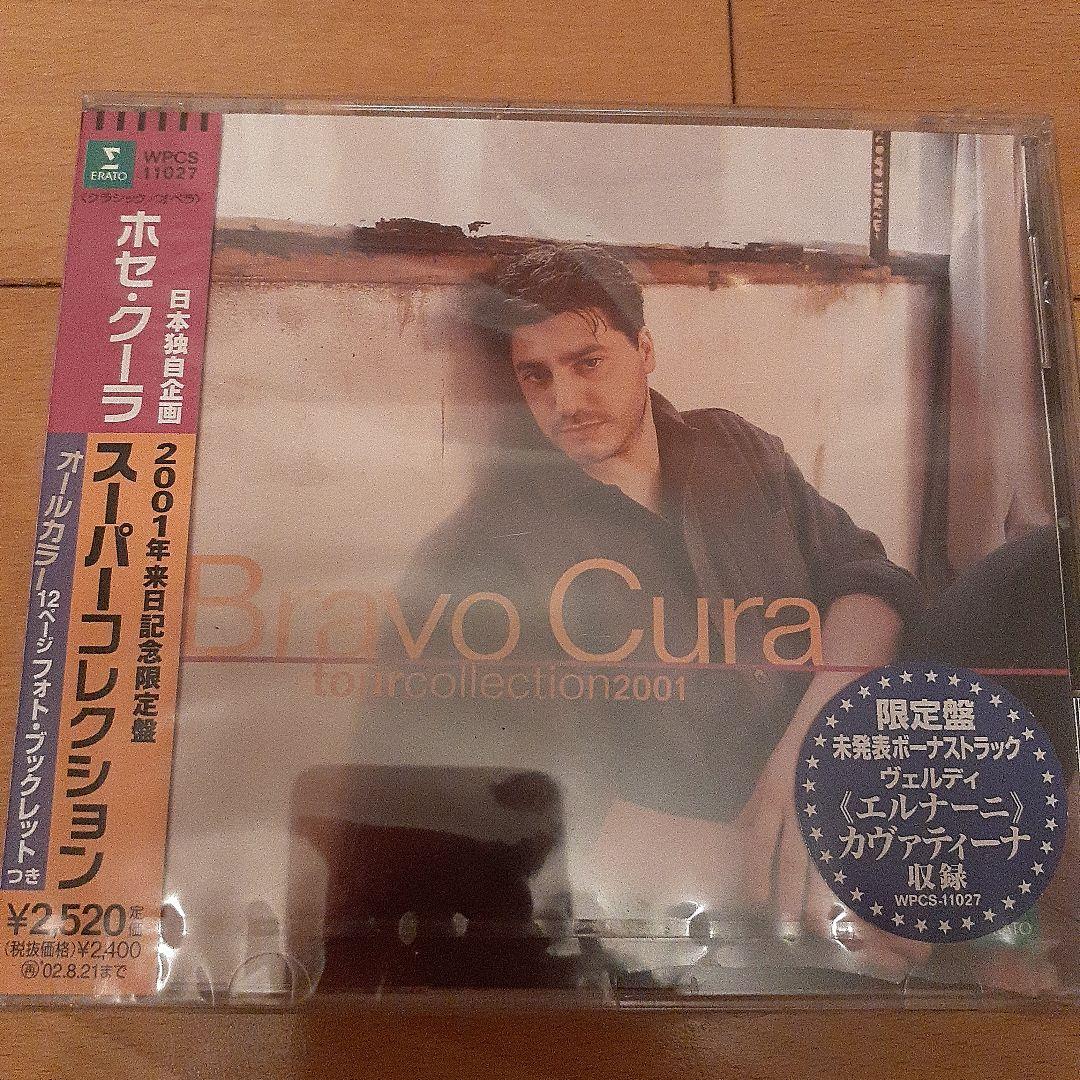 ERATO
WPCS
11027
〈クラシック/オペラ〉
ホセ・クーラ
日本独自企画
2001年来日記念限定盤
スーパーコレクション
オールカラー12ページフォト・ブックレットつき
¥2,520定価
(税抜価格)¥2,400
再'02.8.21まで
Bravo Cura
tourcollection2001
限定盤
未発表ボーナストラック
ヴェルディ
《エルナーニ》
カヴァティーナ
収録
WPCS-11027
ERATO